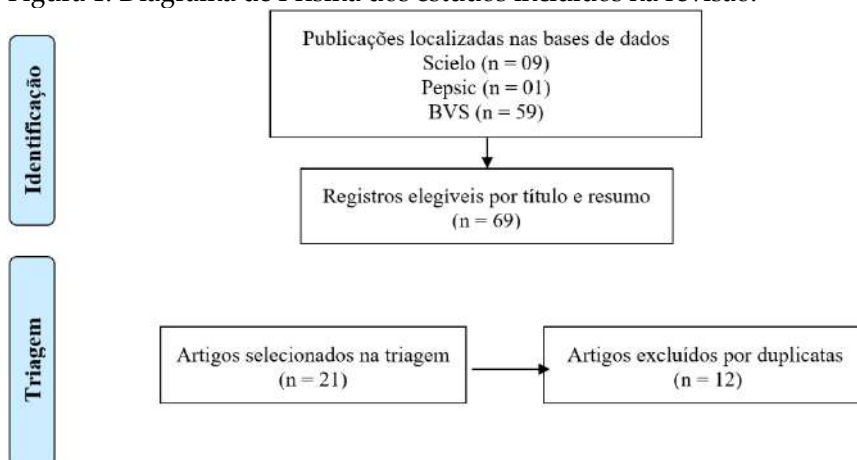 Figura 1. Diagrama de Prisma dos estudos incluídos na revisão.
Identificação
Publicações localizadas nas bases de dados
Scielo (n = 09)
Pepsic (n = 01)
BVS (n = 59)
Registros elegíveis por título e resumo
(n = 69)
Triagem
Artigos selecionados na triagem
(n = 21)
Artigos excluídos por duplicatas
(n = 12)